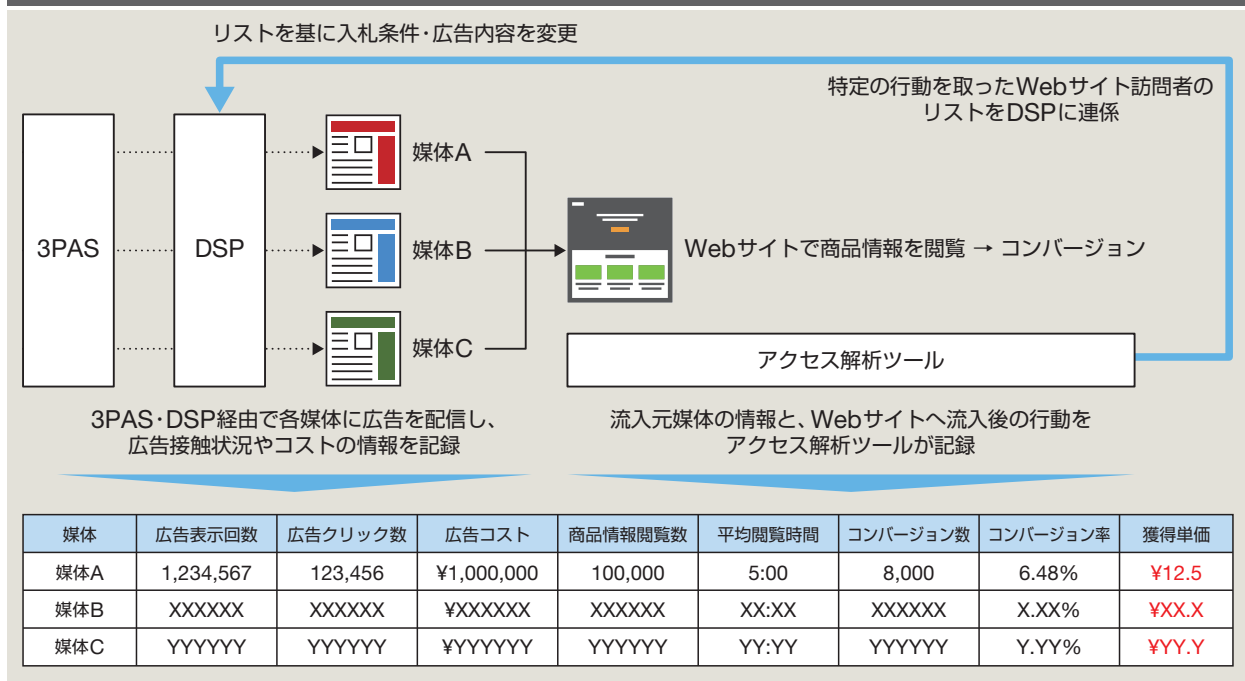 リストを基に入札条件・広告内容を変更
特定の行動を取ったWebサイト訪問者の
リストをDSPに連係
3PAS
DSP
媒体A
媒体B
媒体C
Webサイトで商品情報を閲覧 → コンバージョン
アクセス解析ツール
3PAS・DSP経由で各媒体に広告を配信し、
広告接触状況やコストの情報を記録
流入元媒体の情報と、Webサイトへ流入後の行動を
アクセス解析ツールが記録
媒体 広告表示回数 広告クリック数 広告コスト 商品情報閲覧数 平均閲覧時間 コンバージョン数 コンバージョン率 獲得単価
媒体A 1,234,567 123,456 ¥1,000,000 100,000 5:00 8,000 6.48% ¥12.5
媒体B XXXXXX XXXXXX ¥XXXXXX XXXXXX XX:XX XXXXXX X.XX% ¥XX.X
媒体C YYYYYY YYYYYY ¥YYYYYY YYYYYY YY:YY YYYYYY Y.YY% ¥YY.Y